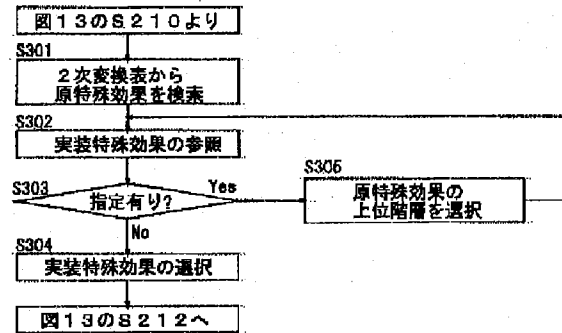 図13のS210より
S301
2次変換表から
原特殊効果を検索
S302
実装特殊効果の参照
S303
指定有り?
Yes
S305
原特殊効果の
上位階層を選択
No
S304
実装特殊効果の選択
図13のS212へ